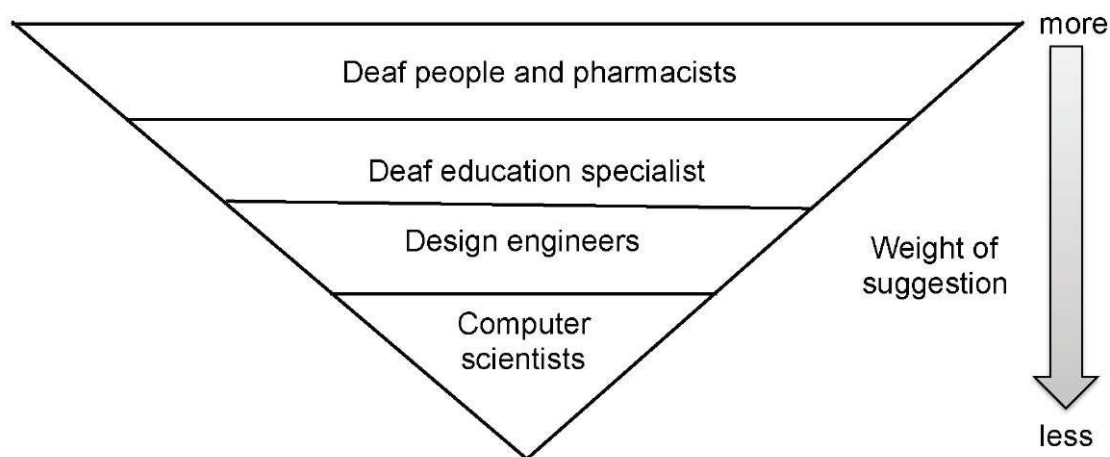 more
Deaf people and pharmacists
Deaf education specialist
Design engineers
Weight of
suggestion
Computer
scientists
less